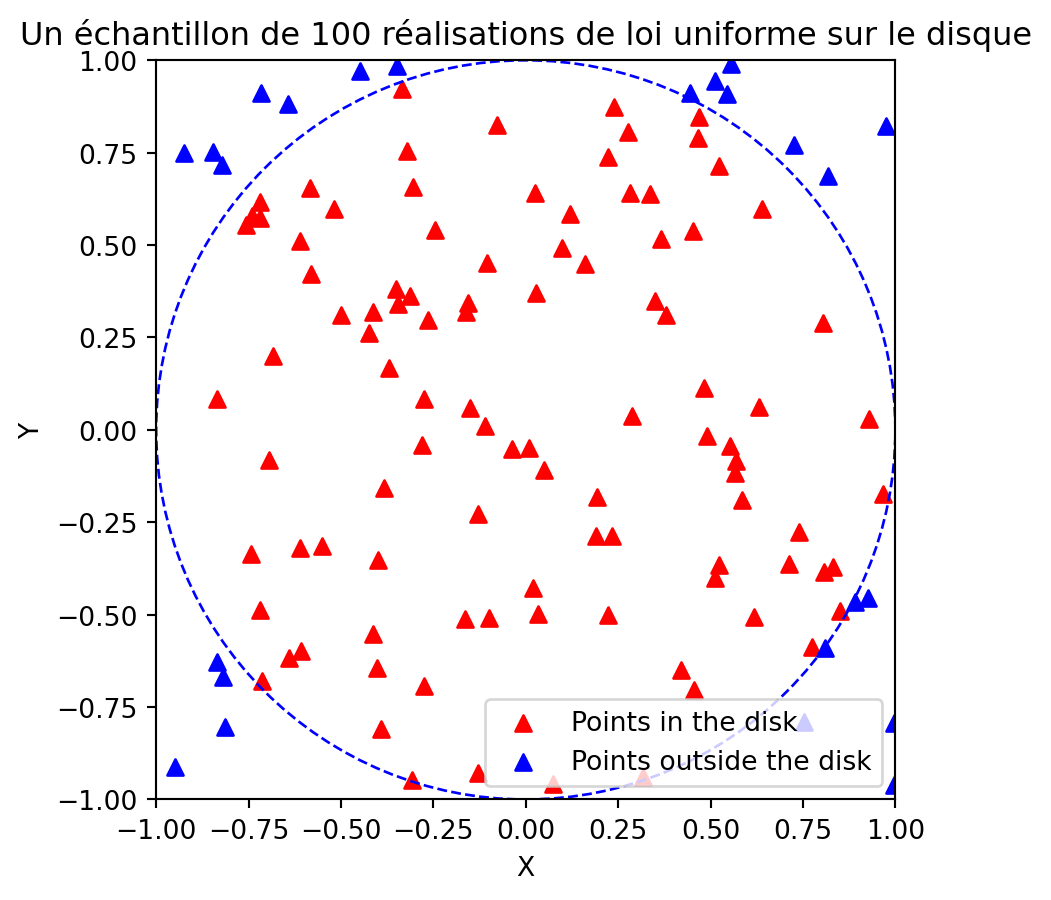 Un échantillon de 100 réalisations de loi uniforme sur le disque
1.00
0.75
0.50
0.25
0.00
−0.25
−0.50
−0.75
−1.00
Y
Points in the disk
Points outside the disk
−1.00 −0.75 −0.50 −0.25 0.00 0.25 0.50 0.75 1.00
X